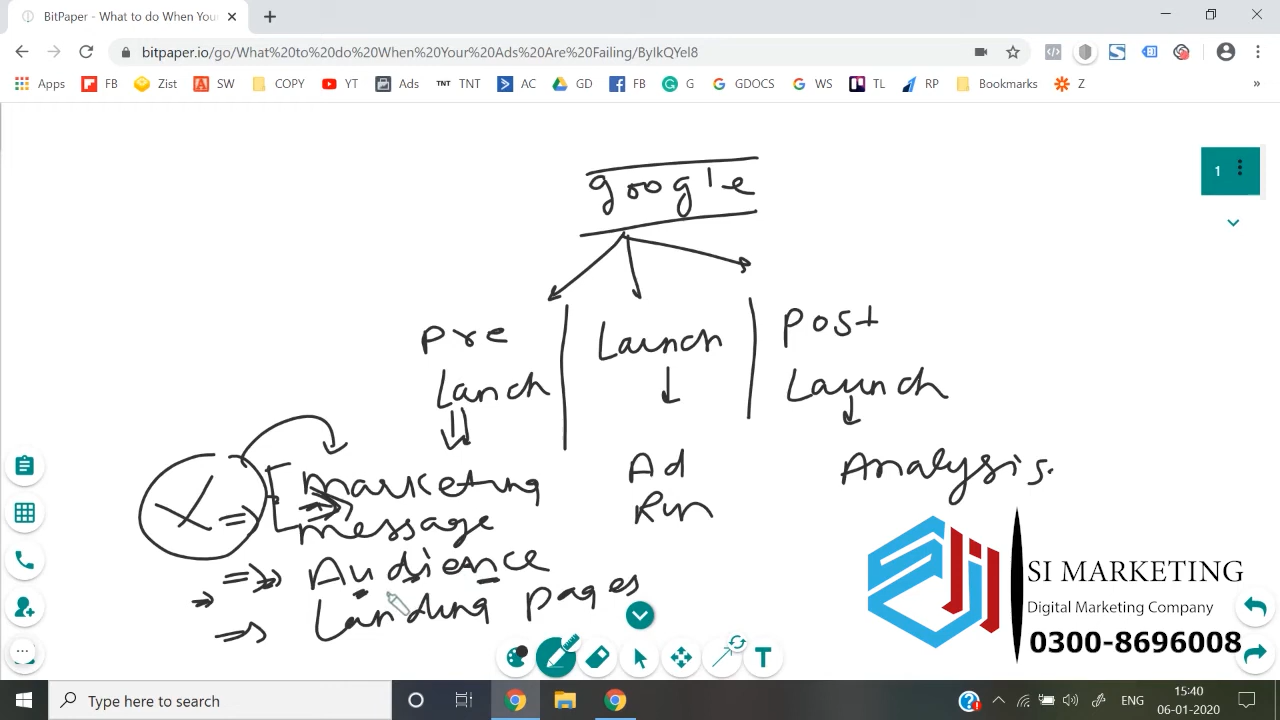 BitPaper - What to do When Your
bitpaper.io/go/What%20to%20do%20When%20Your%20Ads%20Are%20Failing/BylkQYel8
Apps FB Zist SW COPY YT Ads TNT TNT AC GD FB G GDOCS WS TL RP Bookmarks Z »
1
google
Pre
Lanch
Launch
Post
Launch
marketing
message
Audience
Landing pages
Ad
Run
Analysis.
SI MARKETING
Digital Marketing Company
0300-8696008
T
Type here to search
ENG
15:40
06-01-2020